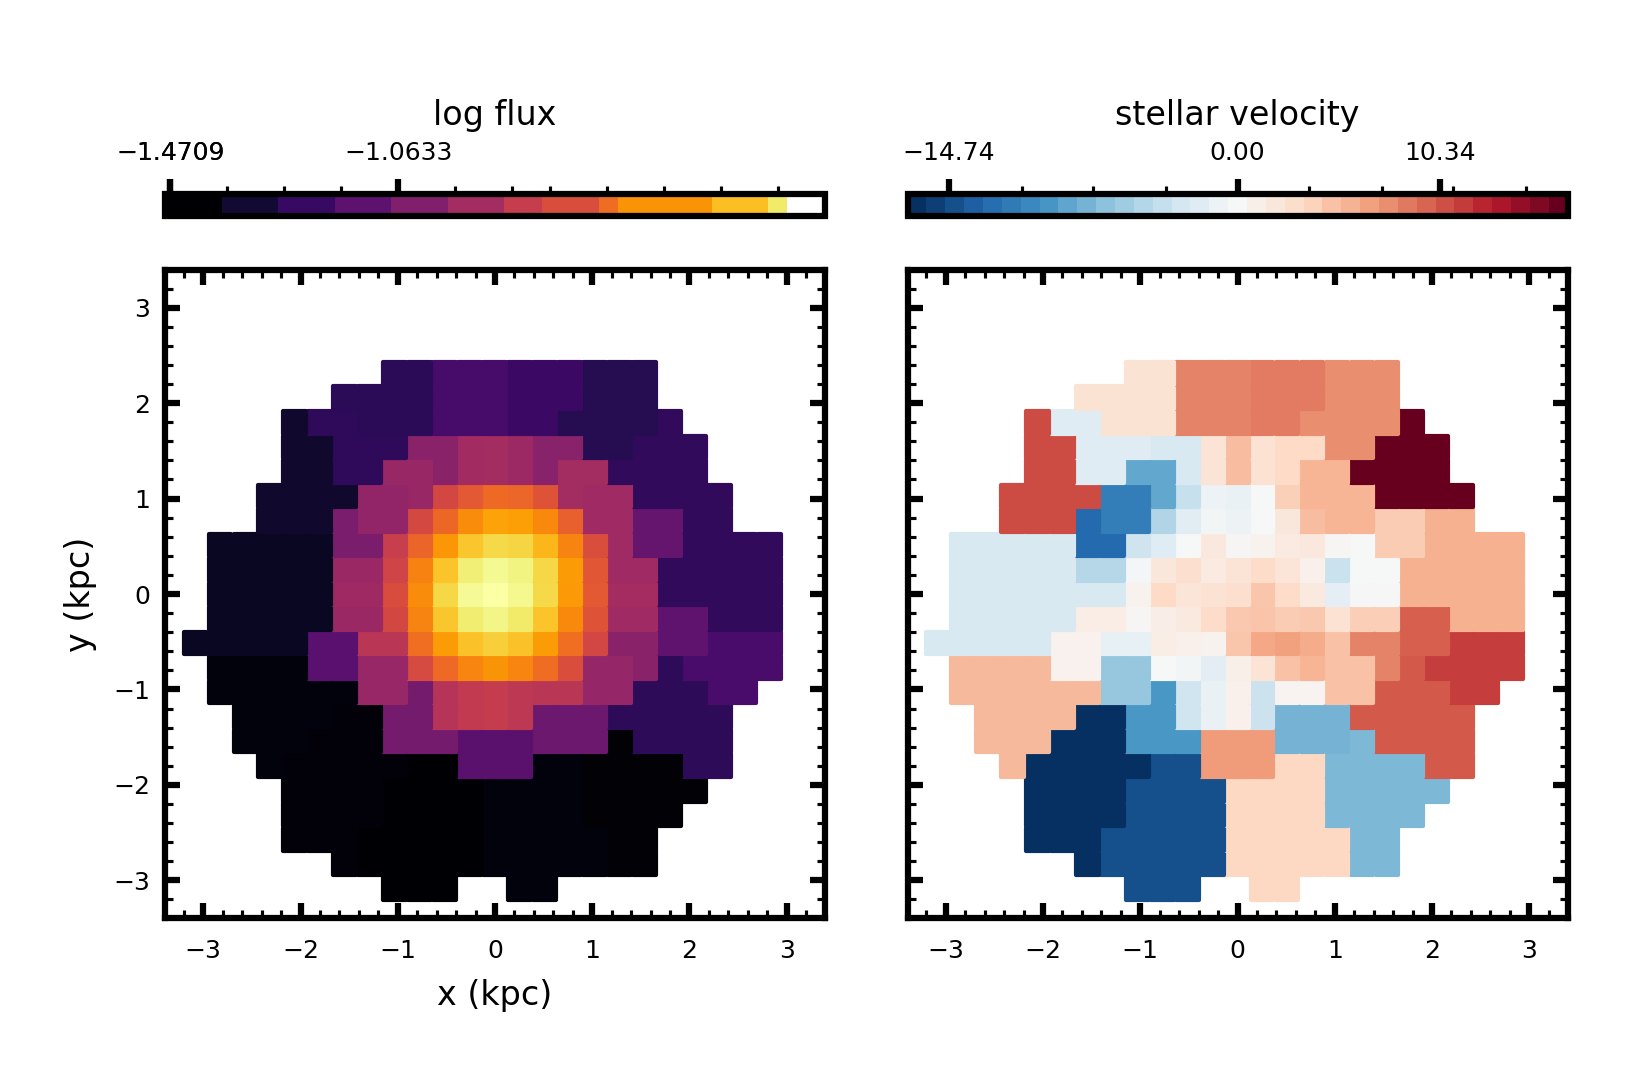 log flux
−1.4709 −1.0633
stellar velocity
−14.74 0.00 10.34
3
2
1
0
−1
−2
−3
y (kpc)
−3 −2 −1 0 1 2 3
x (kpc)
−3 −2 −1 0 1 2 3